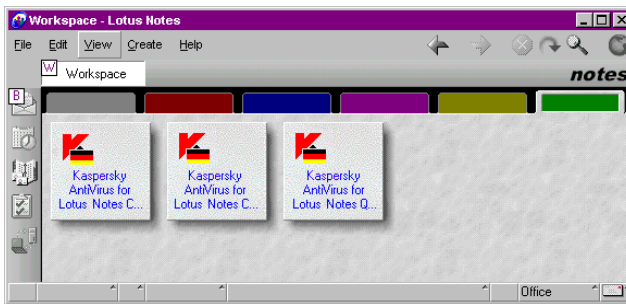 Workspace - Lotus Notes
File Edit View Create Help
W Workspace
notes
B
Kaspersky
AntiVirus for
Lotus Notes C...
Kaspersky
AntiVirus for
Lotus Notes C...
Kaspersky
AntiVirus for
Lotus Notes Q...
Office